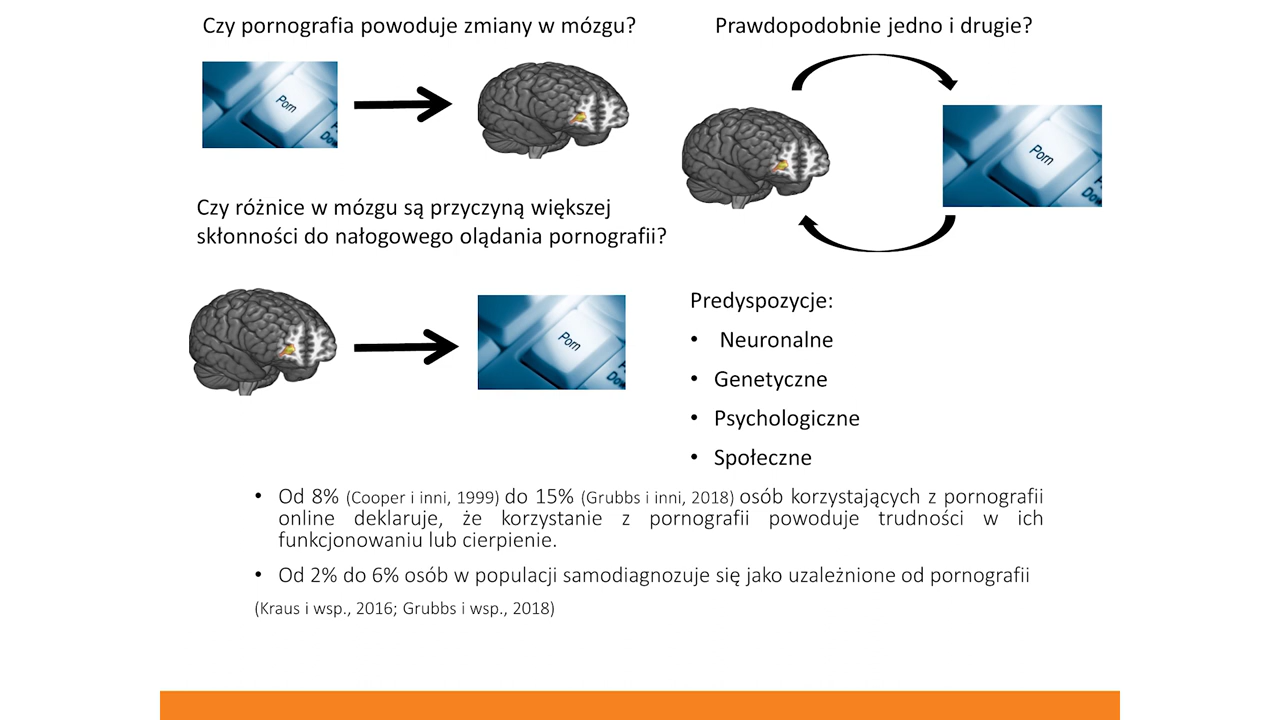 Czy pornografia powoduje zmiany w mózgu?
Porn
Czy różnice w mózgu są przyczyną większej
skłonności do nałogowego olądania pornografii?
Porn
Prawdopodobnie jedno i drugie?
Porn
Predyspozycje:
• Neuronalne
• Genetyczne
• Psychologiczne
• Społeczne
• Od 8% (Cooper i inni, 1999) do 15% (Grubbs i inni, 2018) osób korzystających z pornografii
online deklaruje, że korzystanie z pornografii powoduje trudności w ich
funkcjonowaniu lub cierpienie.
• Od 2% do 6% osób w populacji samodiagnozuje się jako uzależnione od pornografii
(Kraus i wsp., 2016; Grubbs i wsp., 2018)